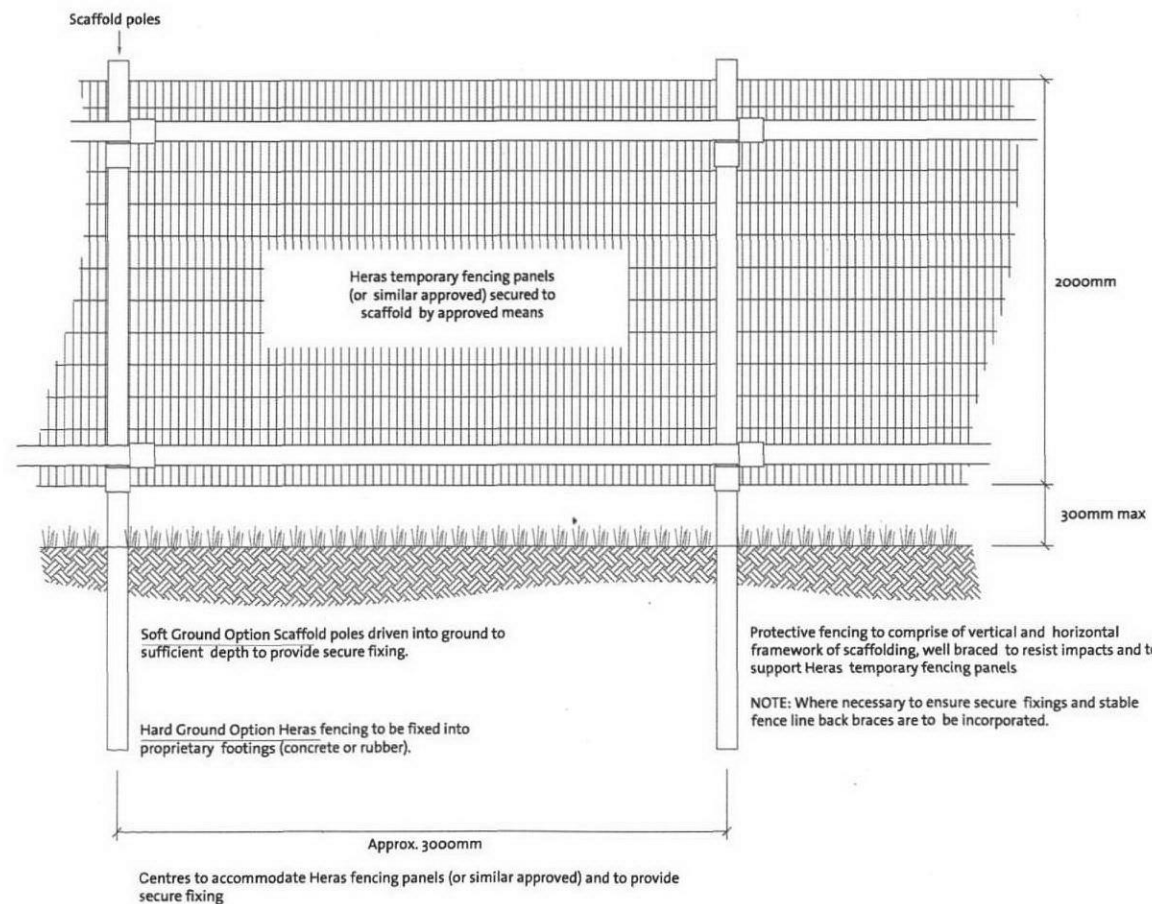 Scaffold poles
Heras temporary fencing panels
(or similar approved) secured to
scaffold by approved means
2000mm
300mm max
Soft Ground Option Scaffold poles driven into ground to
sufficient depth to provide secure fixing.
Hard Ground Option Heras fencing to be fixed into
proprietary footings (concrete or rubber).
Protective fencing to comprise of vertical and horizontal
framework of scaffolding, well braced to resist impacts and t
support Heras temporary fencing panels
NOTE: Where necessary to ensure secure fixings and stable
fence line back braces are to be incorporated.
Approx. 3000mm
Centres to accommodate Heras fencing panels (or similar approved) and to provide
secure fixing